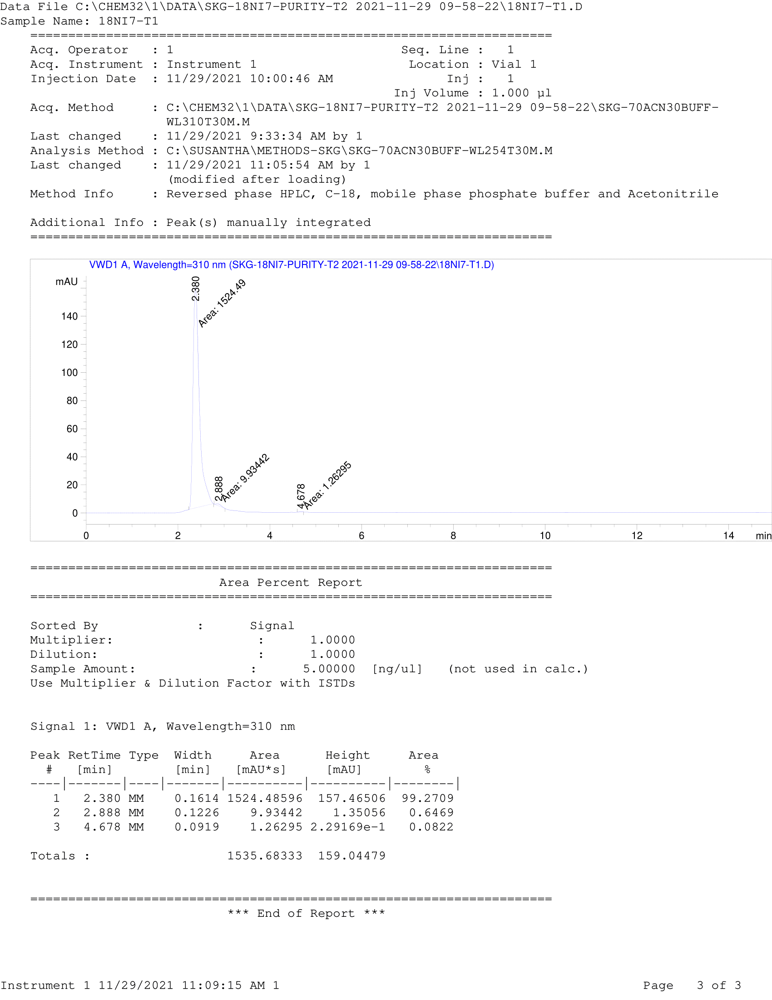 Data File C:\CHEM32\1\DATA\SKG-18NI7-PURITY-T2 2021-11-29 09-58-22\18NI7-T1.D
Sample Name: 18NI7-T1
=====================================================================
Acq. Operator   : 1                              Seq. Line :   1
Acq. Instrument : Instrument 1                    Location : Vial 1
Injection Date  : 11/29/2021 10:00:46 AM               Inj :   1
Inj Volume : 1.000 µl
Acq. Method     : C:\CHEM32\1\DATA\SKG-18NI7-PURITY-T2 2021-11-29 09-58-22\SKG-70ACN30BUFF-
WL310T30M.M
Last changed    : 11/29/2021 9:33:34 AM by 1
Analysis Method : C:\SUSANTHA\METHODS-SKG\SKG-70ACN30BUFF-WL254T30M.M
Last changed    : 11/29/2021 11:05:54 AM by 1
(modified after loading)
Method Info     : Reversed phase HPLC, C-18, mobile phase phosphate buffer and Acetonitrile
Additional Info : Peak(s) manually integrated
=====================================================================
VWD1 A, Wavelength=310 nm (SKG-18NI7-PURITY-T2 2021-11-29 09-58-22\18NI7-T1.D)
mAU
140
120
100
80
60
40
20
0
2.380
Area: 1524.49
2.888
Area: 9.93442
4.678
Area: 1.26295
0 2 4 6 8 10 12 14 min
=====================================================================
Area Percent Report
=====================================================================
Sorted By             :      Signal
Multiplier:                   :      1.0000
Dilution:                     :      1.0000
Sample Amount:               :      5.00000  [ng/ul]   (not used in calc.)
Use Multiplier & Dilution Factor with ISTDs
Signal 1: VWD1 A, Wavelength=310 nm
Peak RetTime Type  Width     Area      Height     Area
#   [min]        [min]   [mAU*s]     [mAU]        %
----|-------|----|-------|----------|----------|--------|
1   2.380 MM    0.1614 1524.48596  157.46506  99.2709
2   2.888 MM    0.1226    9.93442    1.35056   0.6469
3   4.678 MM    0.0919    1.26295 2.29169e-1   0.0822
Totals :                  1535.68333  159.04479
=====================================================================
*** End of Report ***
Instrument 1 11/29/2021 11:09:15 AM 1                                                Page   3 of 3